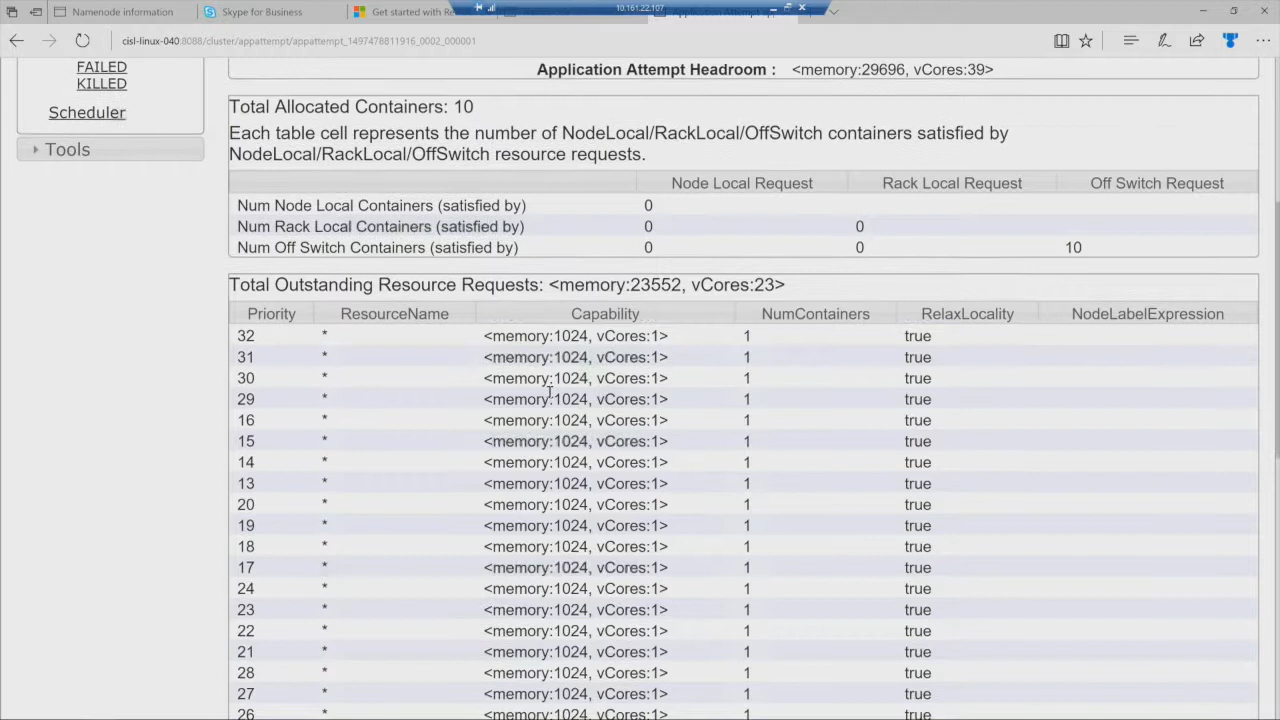 Namenode information
Skype for Business
Get started with Re
10.161.22.107
Application Attempt
cisl-linux-040:8088/cluster/appattempt/appattempt_1497478811916_0002_000001
FAILED
KILLED
Scheduler
Tools
Application Attempt Headroom : <memory:29696, vCores:39>
Total Allocated Containers: 10
Each table cell represents the number of NodeLocal/RackLocal/OffSwitch containers satisfied by
NodeLocal/RackLocal/OffSwitch resource requests.
Node Local Request Rack Local Request Off Switch Request
Num Node Local Containers (satisfied by) 0
Num Rack Local Containers (satisfied by) 0 0
Num Off Switch Containers (satisfied by) 0 0 10
Total Outstanding Resource Requests: <memory:23552, vCores:23>
Priority ResourceName Capability NumContainers RelaxLocality NodeLabelExpression
32 * <memory:1024, vCores:1> 1 true
31 * <memory:1024, vCores:1> 1 true
30 * <memory:1024, vCores:1> 1 true
29 * <memory:1024, vCores:1> 1 true
16 * <memory:1024, vCores:1> 1 true
15 * <memory:1024, vCores:1> 1 true
14 * <memory:1024, vCores:1> 1 true
13 * <memory:1024, vCores:1> 1 true
20 * <memory:1024, vCores:1> 1 true
19 * <memory:1024, vCores:1> 1 true
18 * <memory:1024, vCores:1> 1 true
17 * <memory:1024, vCores:1> 1 true
24 * <memory:1024, vCores:1> 1 true
23 * <memory:1024, vCores:1> 1 true
22 * <memory:1024, vCores:1> 1 true
21 * <memory:1024, vCores:1> 1 true
28 * <memory:1024, vCores:1> 1 true
27 * <memory:1024, vCores:1> 1 true
26 * <memory:1024, vCores:1> 1 true